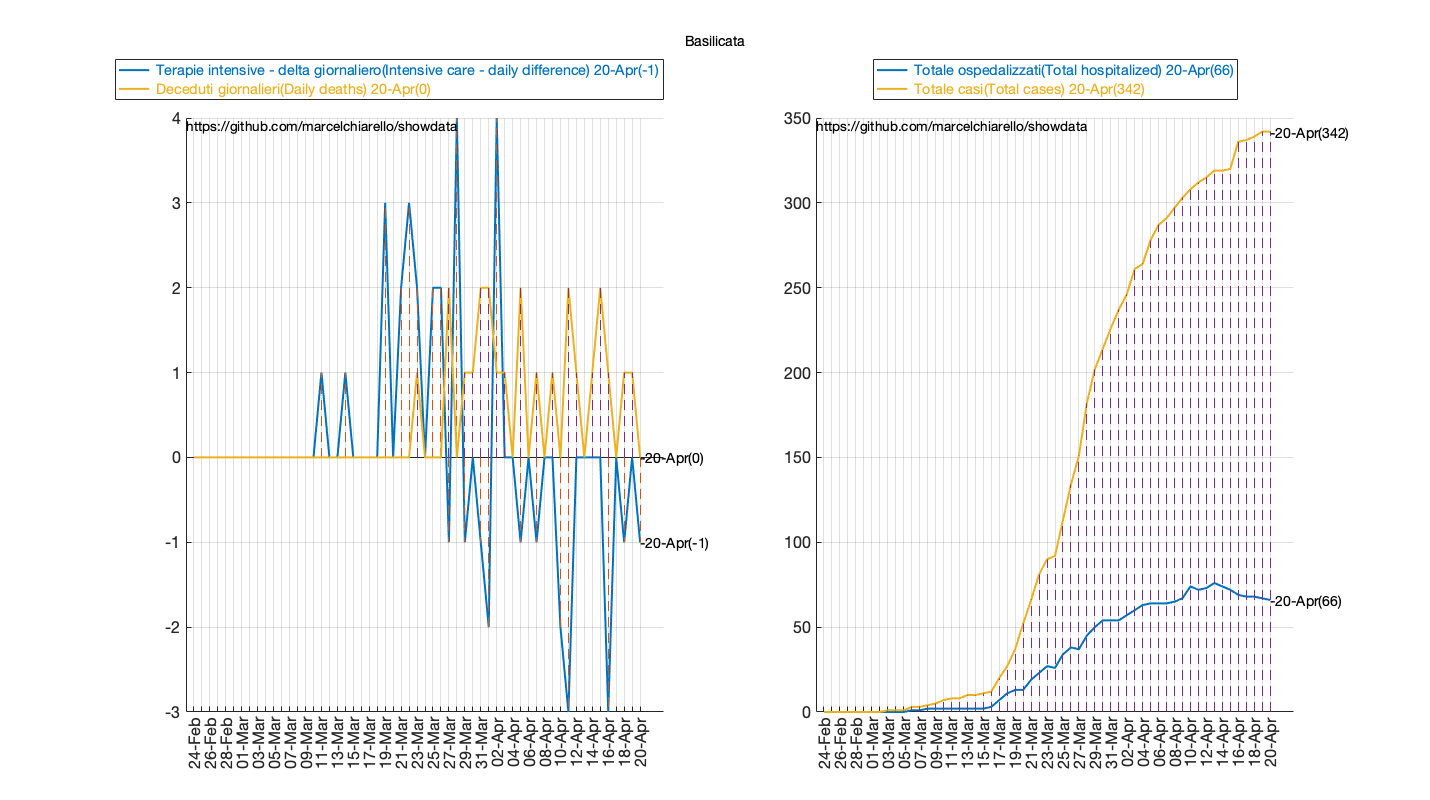 Basilicata
Terapie intensive - delta giornaliero(Intensive care - daily difference) 20-Apr(-1)
Deceduti giornalieri(Daily deaths) 20-Apr(0)
https://github.com/marcelchiarello/showdata
4
3
2
1
0
-1
-2
-3
-20-Apr(0)
-20-Apr(-1)
24-Feb
26-Feb
28-Feb
01-Mar
03-Mar
05-Mar
07-Mar
09-Mar
11-Mar
13-Mar
15-Mar
17-Mar
19-Mar
21-Mar
23-Mar
25-Mar
27-Mar
29-Mar
31-Mar
02-Apr
04-Apr
06-Apr
08-Apr
10-Apr
12-Apr
14-Apr
16-Apr
18-Apr
20-Apr
Totale ospedalizzati(Total hospitalized) 20-Apr(66)
Totale casi(Total cases) 20-Apr(342)
https://github.com/marcelchiarello/showdata
350
300
250
200
150
100
50
0
-20-Apr(342)
-20-Apr(66)
24-Feb
26-Feb
28-Feb
01-Mar
03-Mar
05-Mar
07-Mar
09-Mar
11-Mar
13-Mar
15-Mar
17-Mar
19-Mar
21-Mar
23-Mar
25-Mar
27-Mar
29-Mar
31-Mar
02-Apr
04-Apr
06-Apr
08-Apr
10-Apr
12-Apr
14-Apr
16-Apr
18-Apr
20-Apr